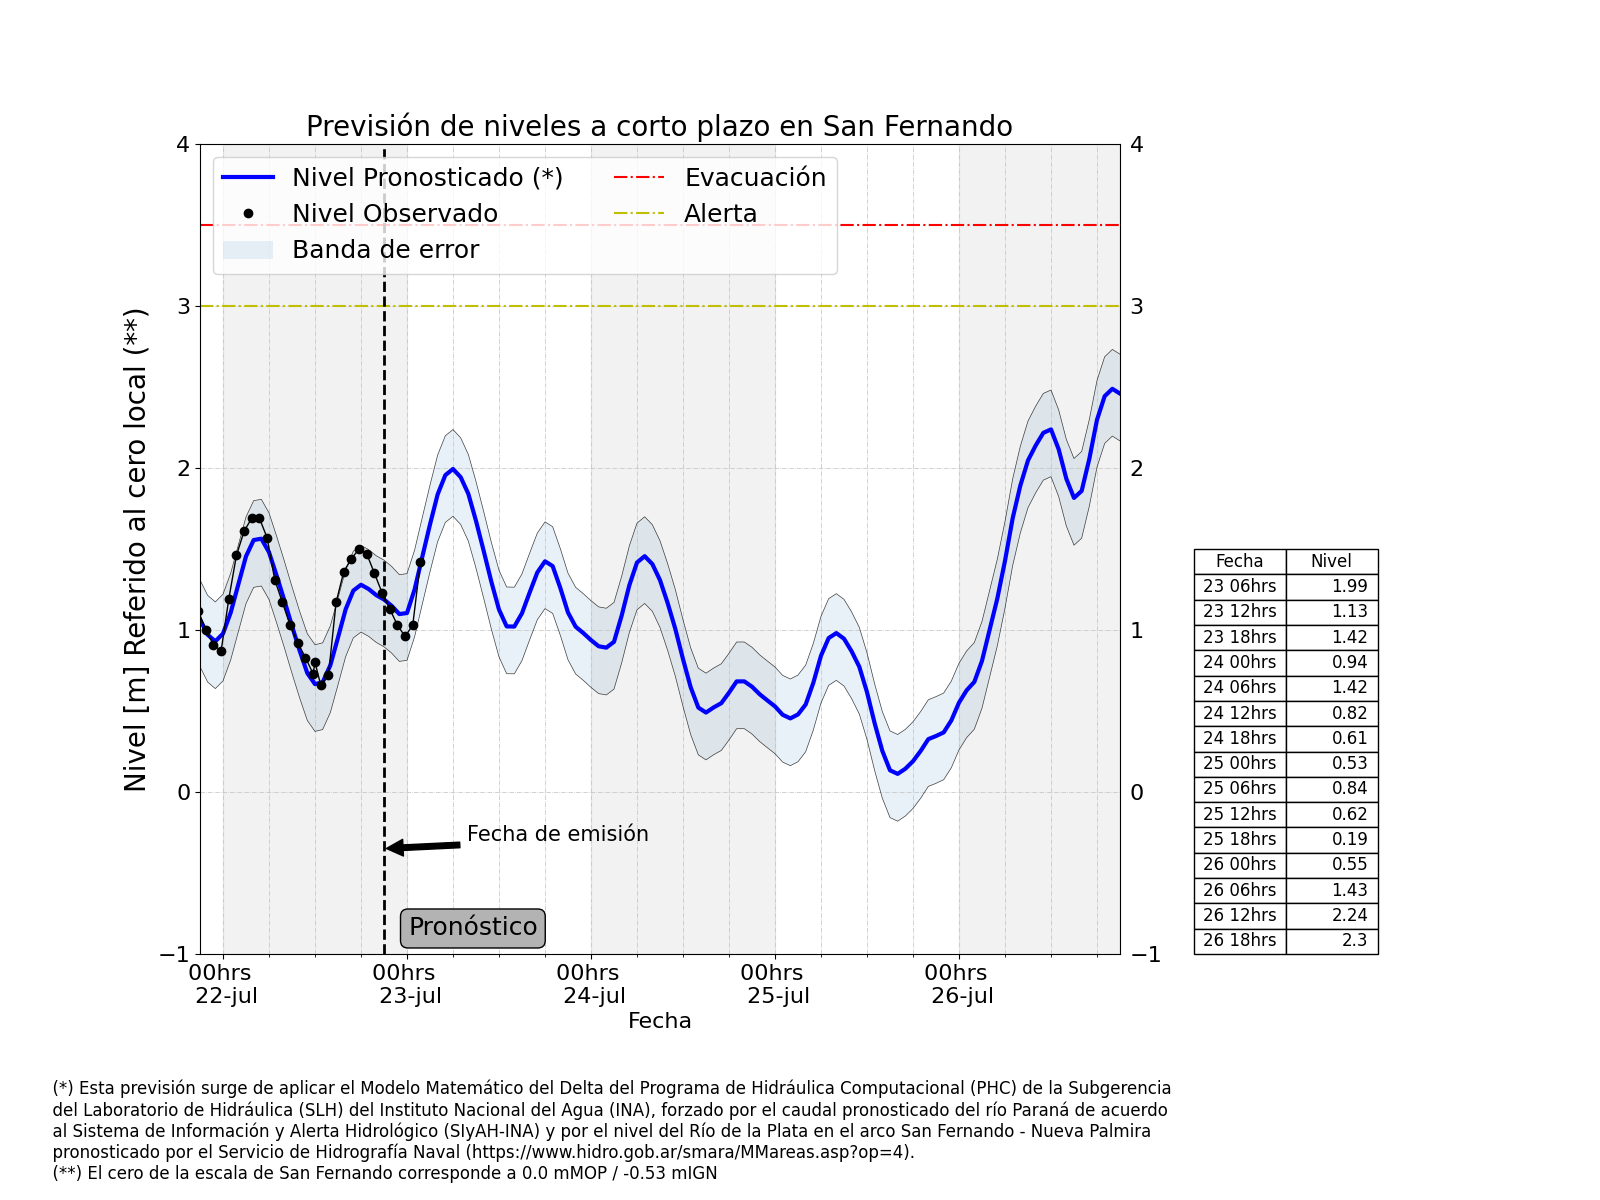 Previsión de niveles a corto plazo en San Fernando
Nivel Pronosticado (*)
Nivel Observado
Banda de error
Evacuación
Alerta
Nivel [m] Referido al cero local (**)
4
3
2
1
0
−1
4
3
2
1
0
−1
Fecha de emisión
Pronóstico
00hrs
22-jul
00hrs
23-jul
00hrs
24-jul
00hrs
25-jul
00hrs
26-jul
Fecha
Fecha Nivel
23 06hrs 1.99
23 12hrs 1.13
23 18hrs 1.42
24 00hrs 0.94
24 06hrs 1.42
24 12hrs 0.82
24 18hrs 0.61
25 00hrs 0.53
25 06hrs 0.84
25 12hrs 0.62
25 18hrs 0.19
26 00hrs 0.55
26 06hrs 1.43
26 12hrs 2.24
26 18hrs 2.3
(*) Esta previsión surge de aplicar el Modelo Matemático del Delta del Programa de Hidráulica Computacional (PHC) de la Subgerencia
del Laboratorio de Hidráulica (SLH) del Instituto Nacional del Agua (INA), forzado por el caudal pronosticado del río Paraná de acuerdo
al Sistema de Información y Alerta Hidrológico (SIyAH-INA) y por el nivel del Río de la Plata en el arco San Fernando - Nueva Palmira
pronosticado por el Servicio de Hidrografía Naval (https://www.hidro.gob.ar/smara/MMareas.asp?op=4).
(**) El cero de la escala de San Fernando corresponde a 0.0 mMOP / -0.53 mIGN